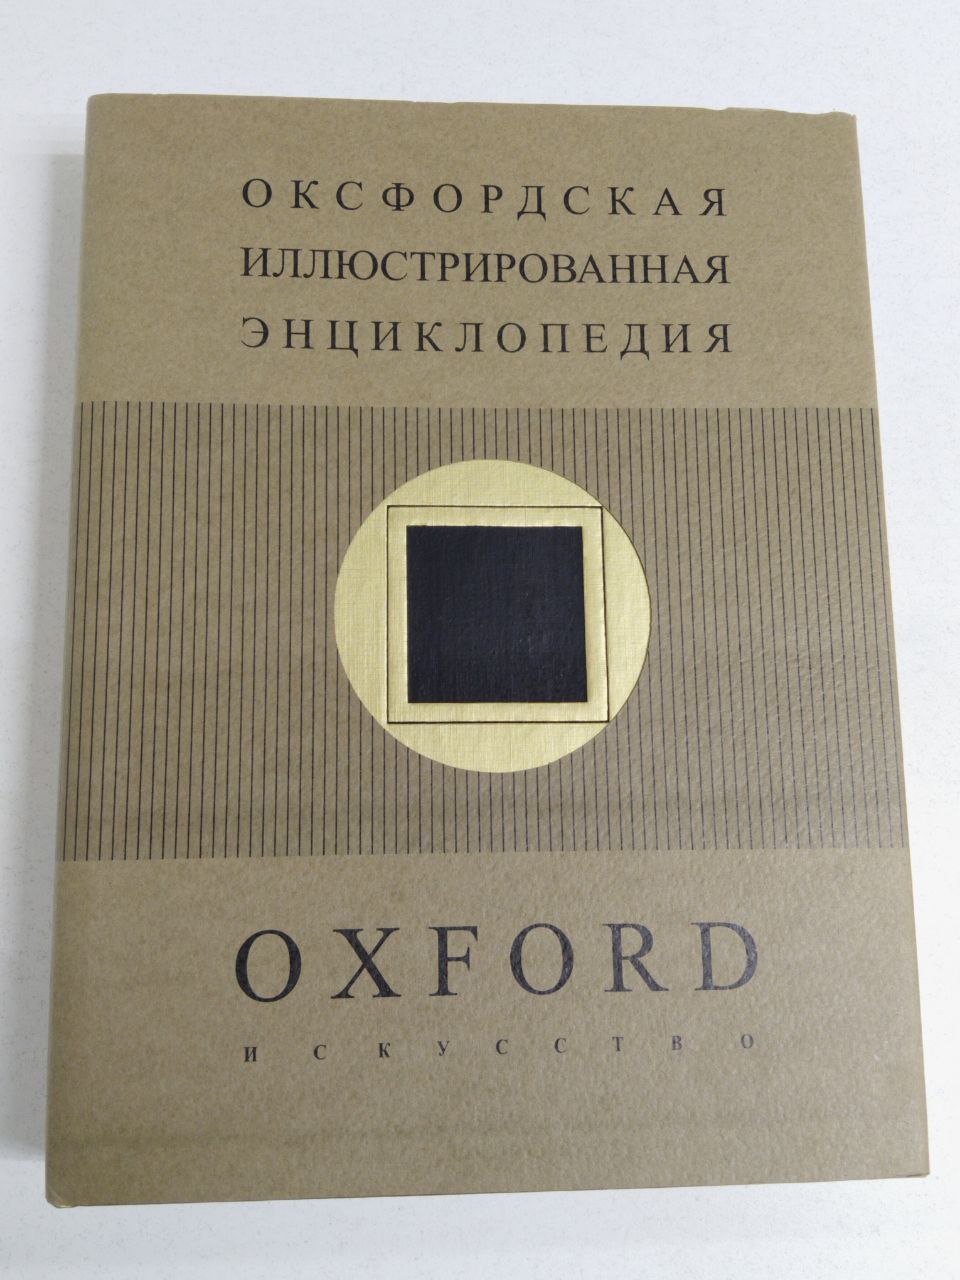 ОКСФОРДСКАЯ
ИЛЛЮСТРИРОВАННАЯ
ЭНЦИКЛОПЕДИЯ
OXFORD
ИСКУССТВО